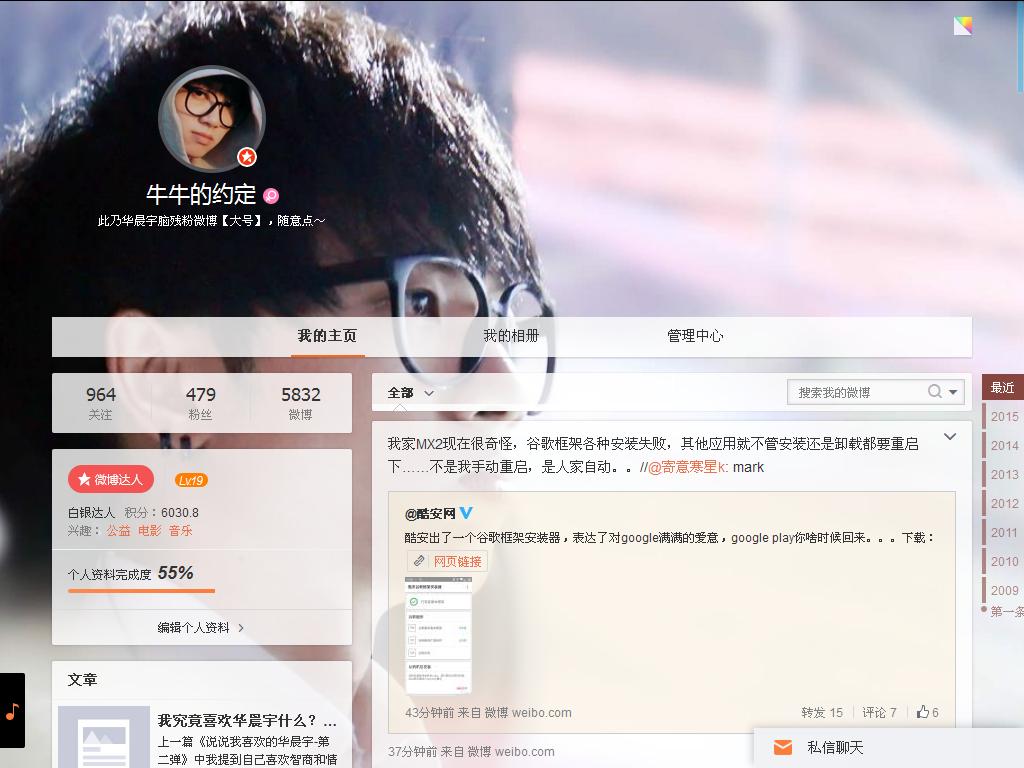 牛牛的约定
此乃华晨宇脑残粉微博【大号】，随意点～
我的主页
我的相册
管理中心
964
关注
479
粉丝
5832
微博
微博达人
Lv.19
白银达人 积分：6030.8
兴趣： 公益 电影 音乐
个人资料完成度 55%
编辑个人资料 >
文章
我究竟喜欢华晨宇什么？...
上一篇《说说我喜欢的华晨宇-第
二弹》中我提到自己喜欢智商和情
全部
搜索我的微博
我家MX2现在很奇怪，谷歌框架各种安装失败，其他应用就不管安装还是卸载都要重启
下……不是我手动重启，是人家自动。。//@寄意寒星k: mark
@酷安网
酷安出了一个谷歌框架安装器，表达了对google满满的爱意，google play你啥时候回来。。。下载：
网页链接
43分钟前 来自 微博 weibo.com
转发 15
评论 7
6
37分钟前 来自 微博 weibo.com
最近
2015
2014
2013
2012
2011
2010
2009
第一条
私信聊天